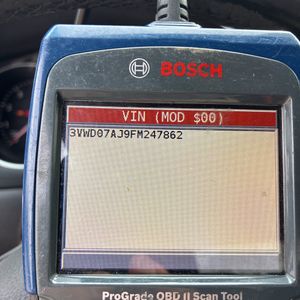 BOSCH
VIN (MOD $00)
3VWD07AJ9FM247862
ProGrade OBD II Scan Tool